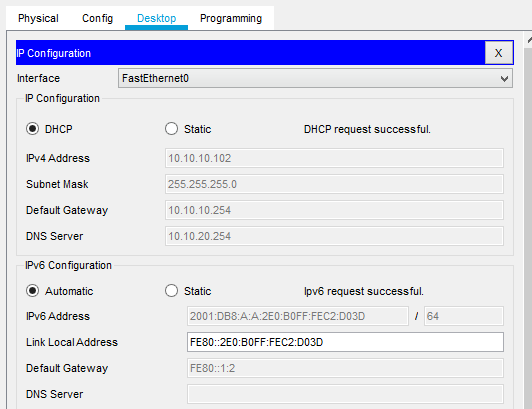 Physical Config Desktop Programming
IP Configuration X
Interface FastEthernet0
IP Configuration
DHCP Static DHCP request successful.
IPv4 Address 10.10.10.102
Subnet Mask 255.255.255.0
Default Gateway 10.10.10.254
DNS Server 10.10.20.254
IPv6 Configuration
Automatic Static Ipv6 request successful.
IPv6 Address 2001:DB8:A:A:2E0:B0FF:FEC2:D03D / 64
Link Local Address FE80::2E0:B0FF:FEC2:D03D
Default Gateway FE80::1:2
DNS Server